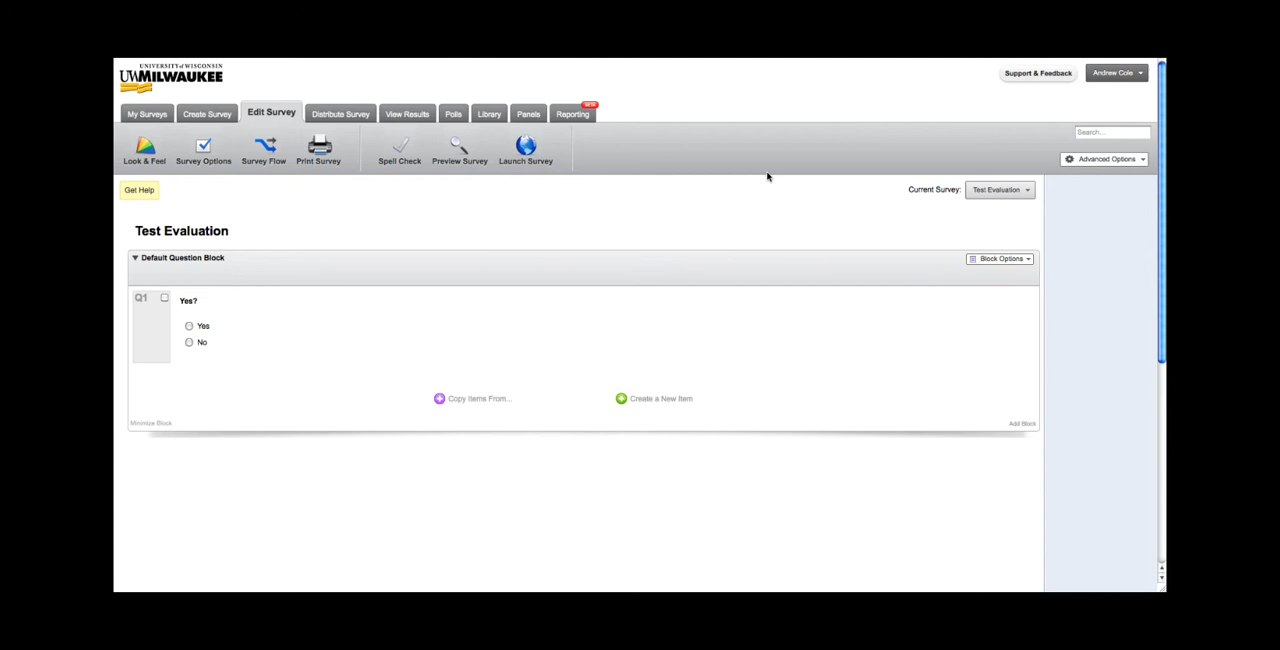 UNIVERSITY of WISCONSIN
UWMILWAUKEE
Support & Feedback
Andrew Cole
My Surveys
Create Survey
Edit Survey
Distribute Survey
View Results
Polls
Library
Panels
Reporting
BETA
Look & Feel
Survey Options
Survey Flow
Print Survey
Spell Check
Preview Survey
Launch Survey
Search...
Advanced Options
Get Help
Current Survey:
Test Evaluation
Test Evaluation
Default Question Block
Block Options
Q1
Yes?
Yes
No
Copy Items From...
Create a New Item
Minimize Block
Add Block